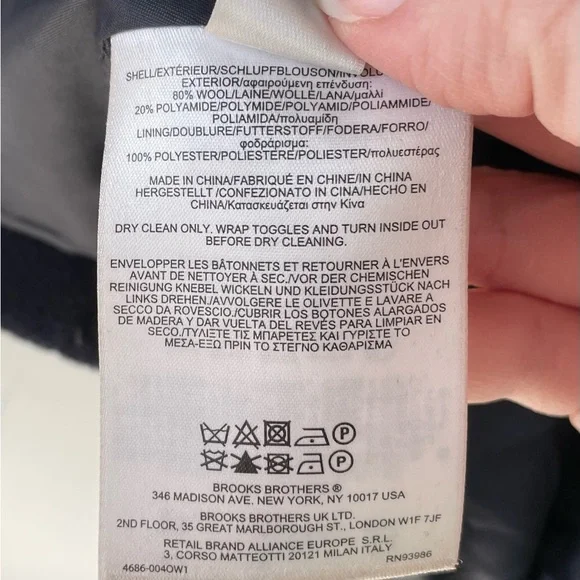 SHELL/EXTÉRIEUR/SCHLUPFBLOUSON/
EXTERIOR/αφαιρούμενη επένδυση:
80% WOOL/LAINE/WOLLE/LANA/μαλλί
20% POLYAMIDE/POLYMIDE/POLYAMID/POLIAMMIDE/
POLIAMIDA/πολυαμίδη
LINING/DOUBLURE/FUTTERSTOFF/FODERA/FORRO/
φοδράρισμα:
100% POLYESTER/POLIESTERE/POLIESTER/πολυεστέρας
MADE IN CHINA/FABRIQUÉ EN CHINE/IN CHINA
HERGESTELLT /CONFEZIONATO IN CINA/HECHO EN
CHINA/Κατασκευάζεται στην Κίνα
DRY CLEAN ONLY. WRAP TOGGLES AND TURN INSIDE OUT
BEFORE DRY CLEANING.
ENVELOPPER LES BÂTONNETS ET RETOURNER À L'ENVERS
AVANT DE NETTOYER À SEC./VOR DER CHEMISCHEN
REINIGUNG KNEBEL WICKELN UND KLEIDUNGSSTÜCK NACH
LINKS DREHEN./AVVOLGERE LE OLIVETTE E LAVARE A
SECCO DA ROVESCIO./CUBRIR LOS BOTONES ALARGADOS
DE MADERA Y DAR VUELTA DEL REVÉS PARA LIMPIAR EN
SECO./ΤΥΛΙΞΤΕ ΤΙΣ ΜΠΑΡΕΤΕΣ ΚΑΙ ΓΥΡΙΣΤΕ ΤΟ
ΜΕΣΑ-ΕΞΩ ΠΡΙΝ ΤΟ ΣΤΕΓΝΟ ΚΑΘΑΡΙΣΜΑ
P
P
BROOKS BROTHERS ®
346 MADISON AVE. NEW YORK, NY 10017 USA
BROOKS BROTHERS UK LTD.
2ND FLOOR, 35 GREAT MARLBOROUGH ST., LONDON W1F 7JF
RETAIL BRAND ALLIANCE EUROPE S.R.L.
3, CORSO MATTEOTTI 20121 MILAN ITALY
RN93986
4686-004OW1